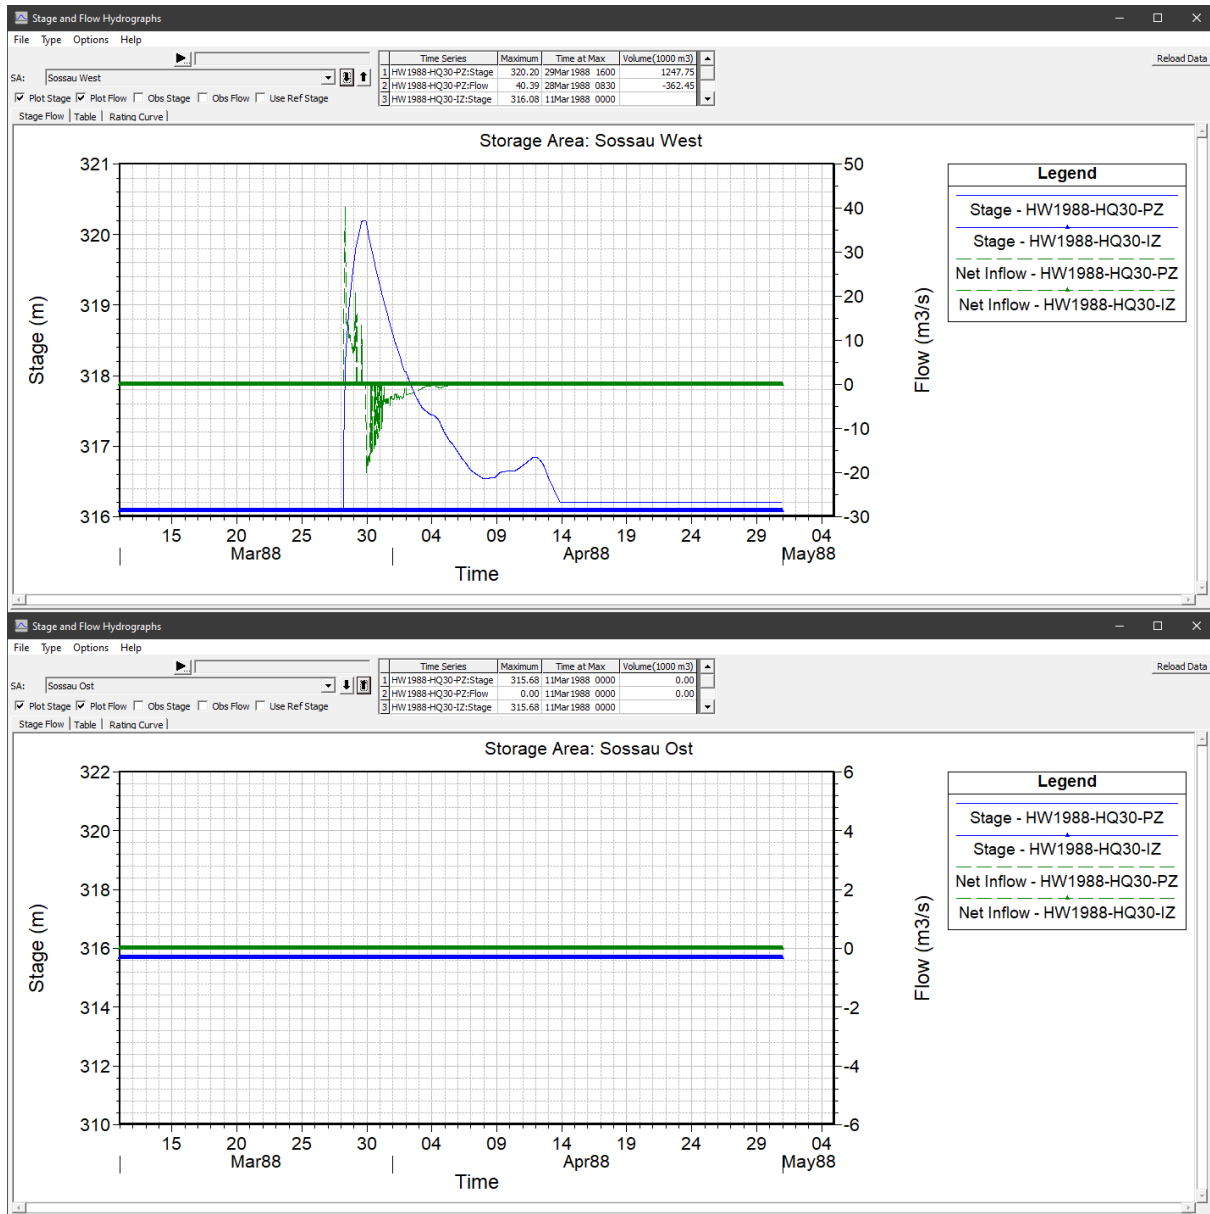 Stage and Flow Hydrographs
File Type Options Help
Reload Data
SA: Sossau West
Plot Stage Plot Flow Obs Stage Obs Flow Use Ref Stage
Time Series Maximum Time at Max Volume(1000 m3)
1 HW1988-HQ30-PZ:Stage 320.20 29Mar1988 1600 1247.75
2 HW1988-HQ30-PZ:Flow 40.39 28Mar1988 0830 -362.45
3 HW1988-HQ30-IZ:Stage 316.08 11Mar1988 0000
Stage Flow Table Rating Curve
Storage Area: Sossau West
321
320
319
318
317
316
Stage (m)
50
40
30
20
10
0
-10
-20
-30
Flow (m3/s)
15 20 25 30 04 09 14 19 24 29 04
Mar88 Apr88 May88
Time
Legend
Stage - HW1988-HQ30-PZ
Stage - HW1988-HQ30-IZ
Net Inflow - HW1988-HQ30-PZ
Net Inflow - HW1988-HQ30-IZ
Stage and Flow Hydrographs
File Type Options Help
Reload Data
SA: Sossau Ost
Plot Stage Plot Flow Obs Stage Obs Flow Use Ref Stage
Time Series Maximum Time at Max Volume(1000 m3)
1 HW1988-HQ30-PZ:Stage 315.68 11Mar1988 0000 0.00
2 HW1988-HQ30-PZ:Flow 0.00 11Mar1988 0000 0.00
3 HW1988-HQ30-IZ:Stage 315.68 11Mar1988 0000
Stage Flow Table Rating Curve
Storage Area: Sossau Ost
322
320
318
316
314
312
310
Stage (m)
6
4
2
0
-2
-4
-6
Flow (m3/s)
15 20 25 30 04 09 14 19 24 29 04
Mar88 Apr88 May88
Time
Legend
Stage - HW1988-HQ30-PZ
Stage - HW1988-HQ30-IZ
Net Inflow - HW1988-HQ30-PZ
Net Inflow - HW1988-HQ30-IZ